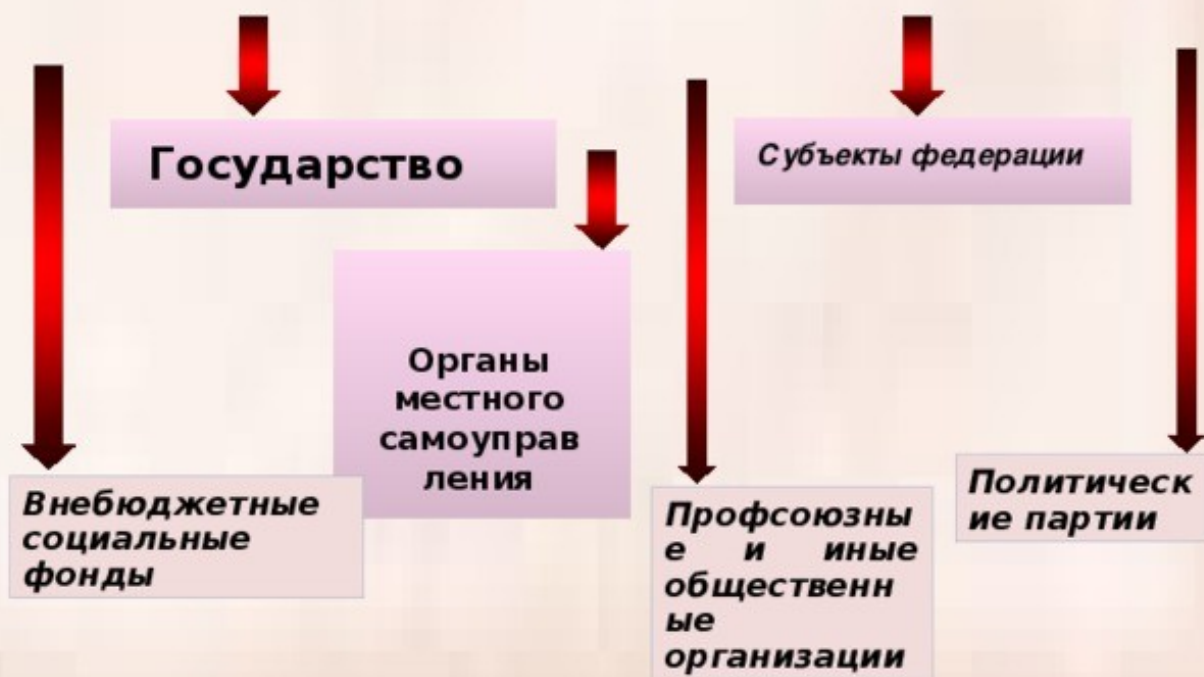 Государство
Субъекты федерации
Органы
местного
самоуправ
ления
Внебюджетные
социальные
фонды
Профсоюзны
е и иные
общественн
ые
организации
Политическ
ие партии